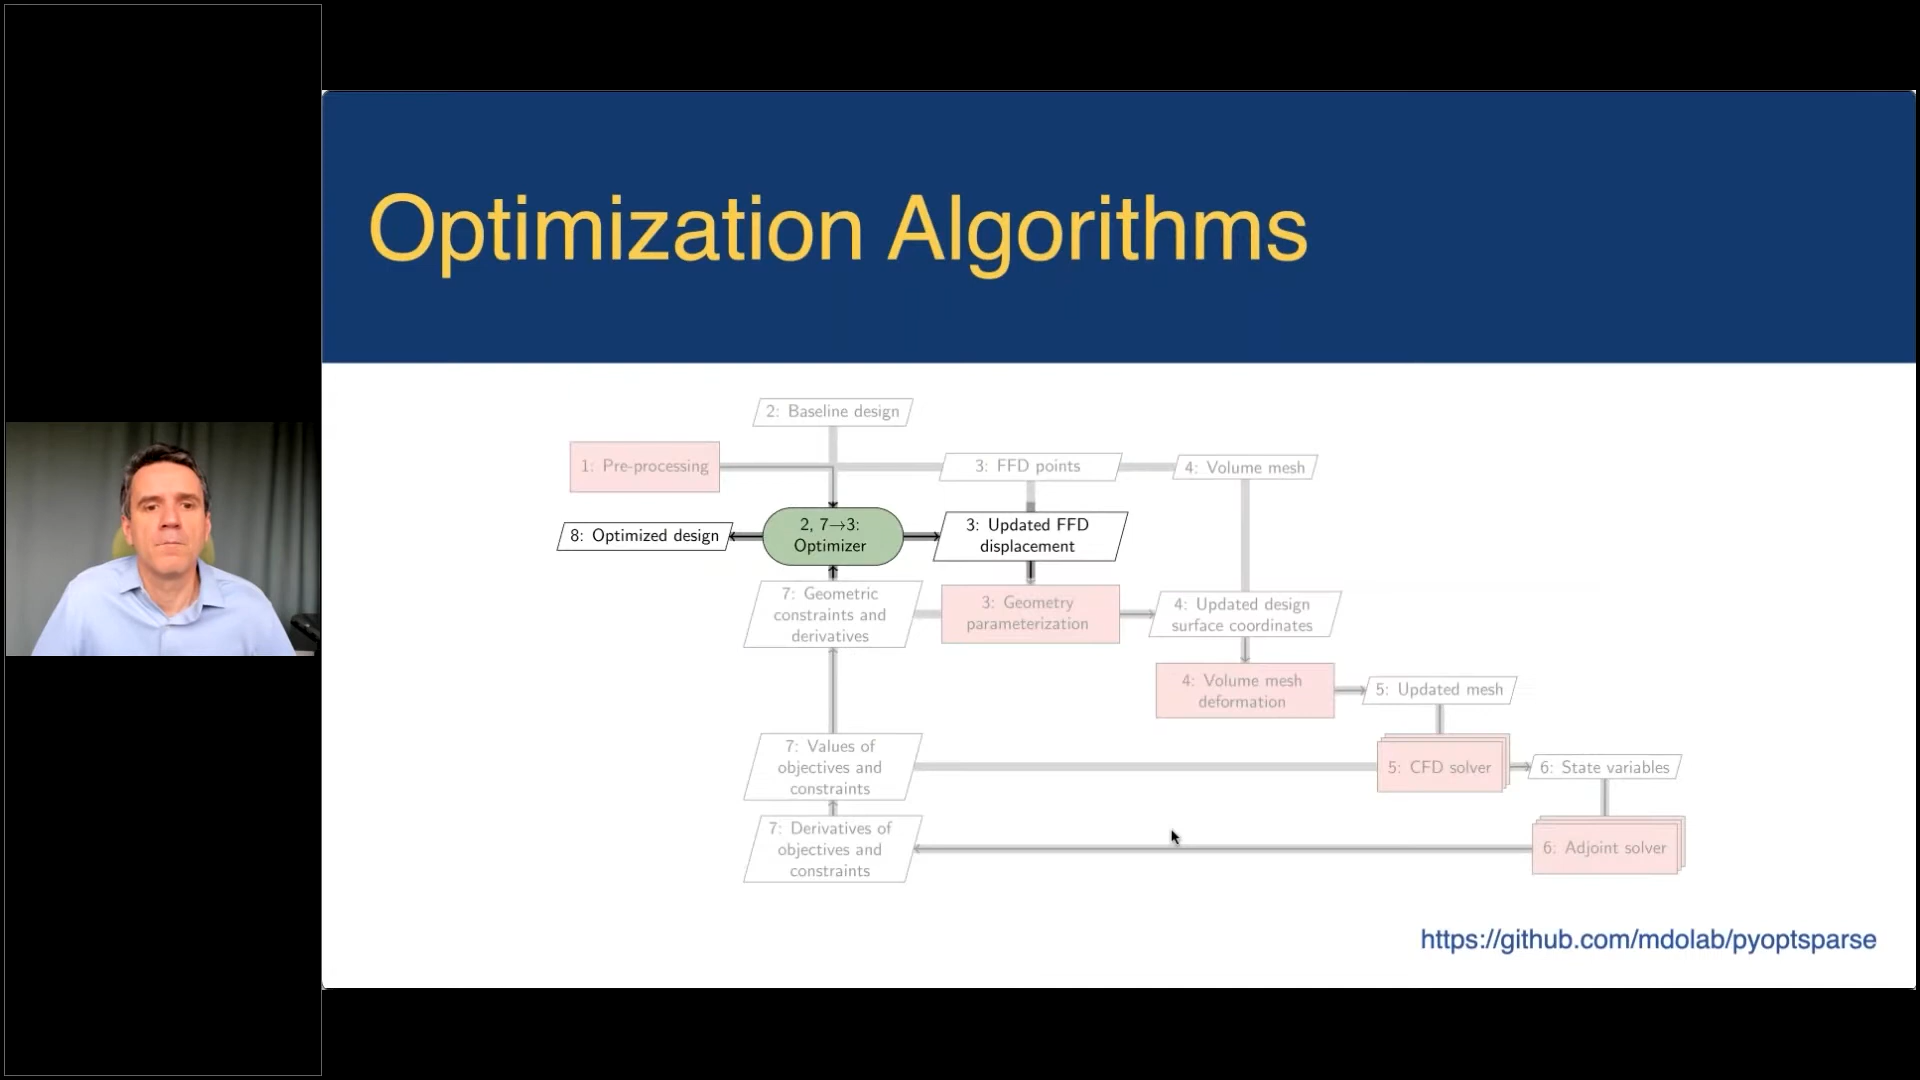 Optimization Algorithms
2: Baseline design
1: Pre-processing
3: FFD points
4: Volume mesh
8: Optimized design
2, 7→3:
Optimizer
3: Updated FFD
displacement
7: Geometric
constraints and
derivatives
3: Geometry
parameterization
4: Updated design
surface coordinates
4: Volume mesh
deformation
5: Updated mesh
7: Values of
objectives and
constraints
5: CFD solver
6: State variables
7: Derivatives of
objectives and
constraints
6: Adjoint solver
https://github.com/mdolab/pyoptsparse